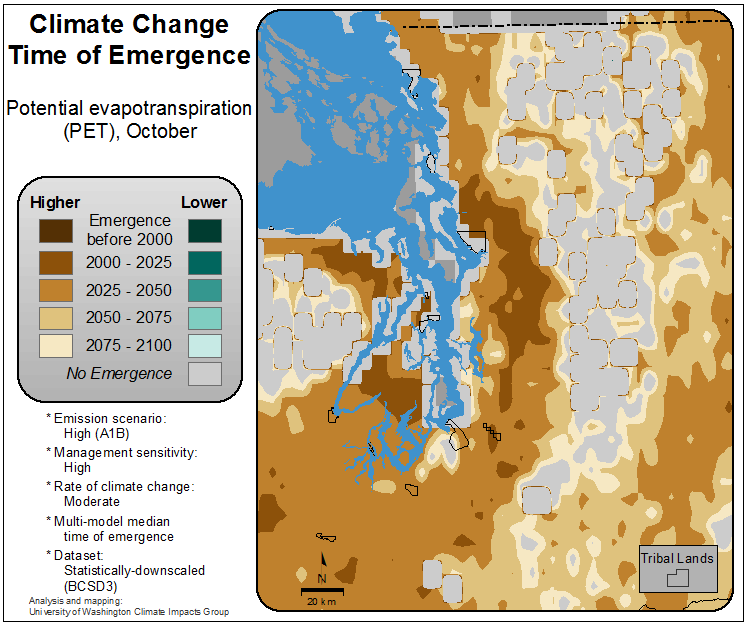 Climate Change
Time of Emergence
Potential evapotranspiration
(PET), October
Higher Lower
Emergence
before 2000
2000 - 2025
2025 - 2050
2050 - 2075
2075 - 2100
No Emergence
* Emission scenario:
High (A1B)
* Management sensitivity:
High
* Rate of climate change:
Moderate
* Multi-model median
time of emergence
* Dataset:
Statistically-downscaled
(BCSD3)
Analysis and mapping:
University of Washington Climate Impacts Group
N
20 km
Tribal Lands